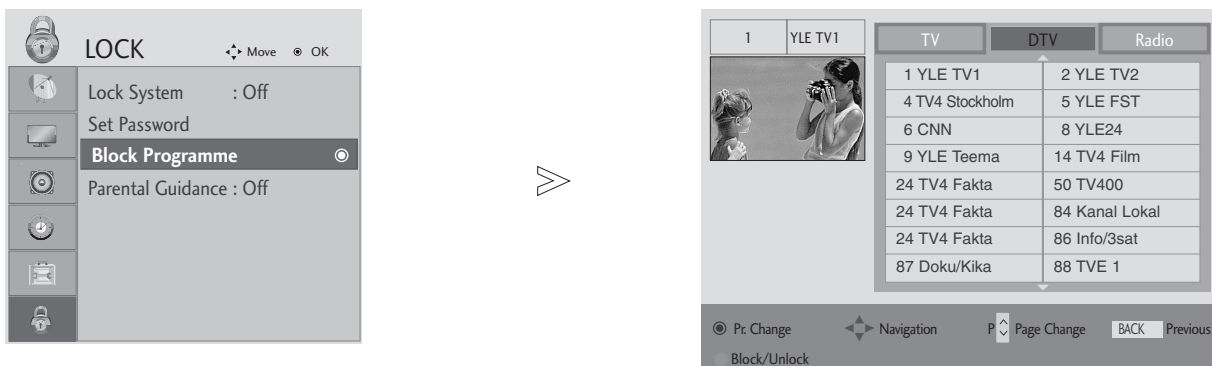 LOCK Move OK
Lock System : Off
Set Password
Block Programme
Parental Guidance : Off
1 YLE TV1
TV DTV Radio
1 YLE TV1 2 YLE TV2
4 TV4 Stockholm 5 YLE FST
6 CNN 8 YLE24
9 YLE Teema 14 TV4 Film
24 TV4 Fakta 50 TV400
24 TV4 Fakta 84 Kanal Lokal
24 TV4 Fakta 86 Info/3sat
87 Doku/Kika 88 TVE 1
Pr. Change Navigation P Page Change BACK Previous
Block/Unlock